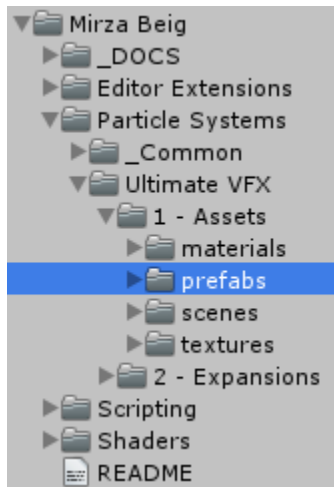 Mirza Beig
_DOCS
Editor Extensions
Particle Systems
_Common
Ultimate VFX
1 - Assets
materials
prefabs
scenes
textures
2 - Expansions
Scripting
Shaders
README